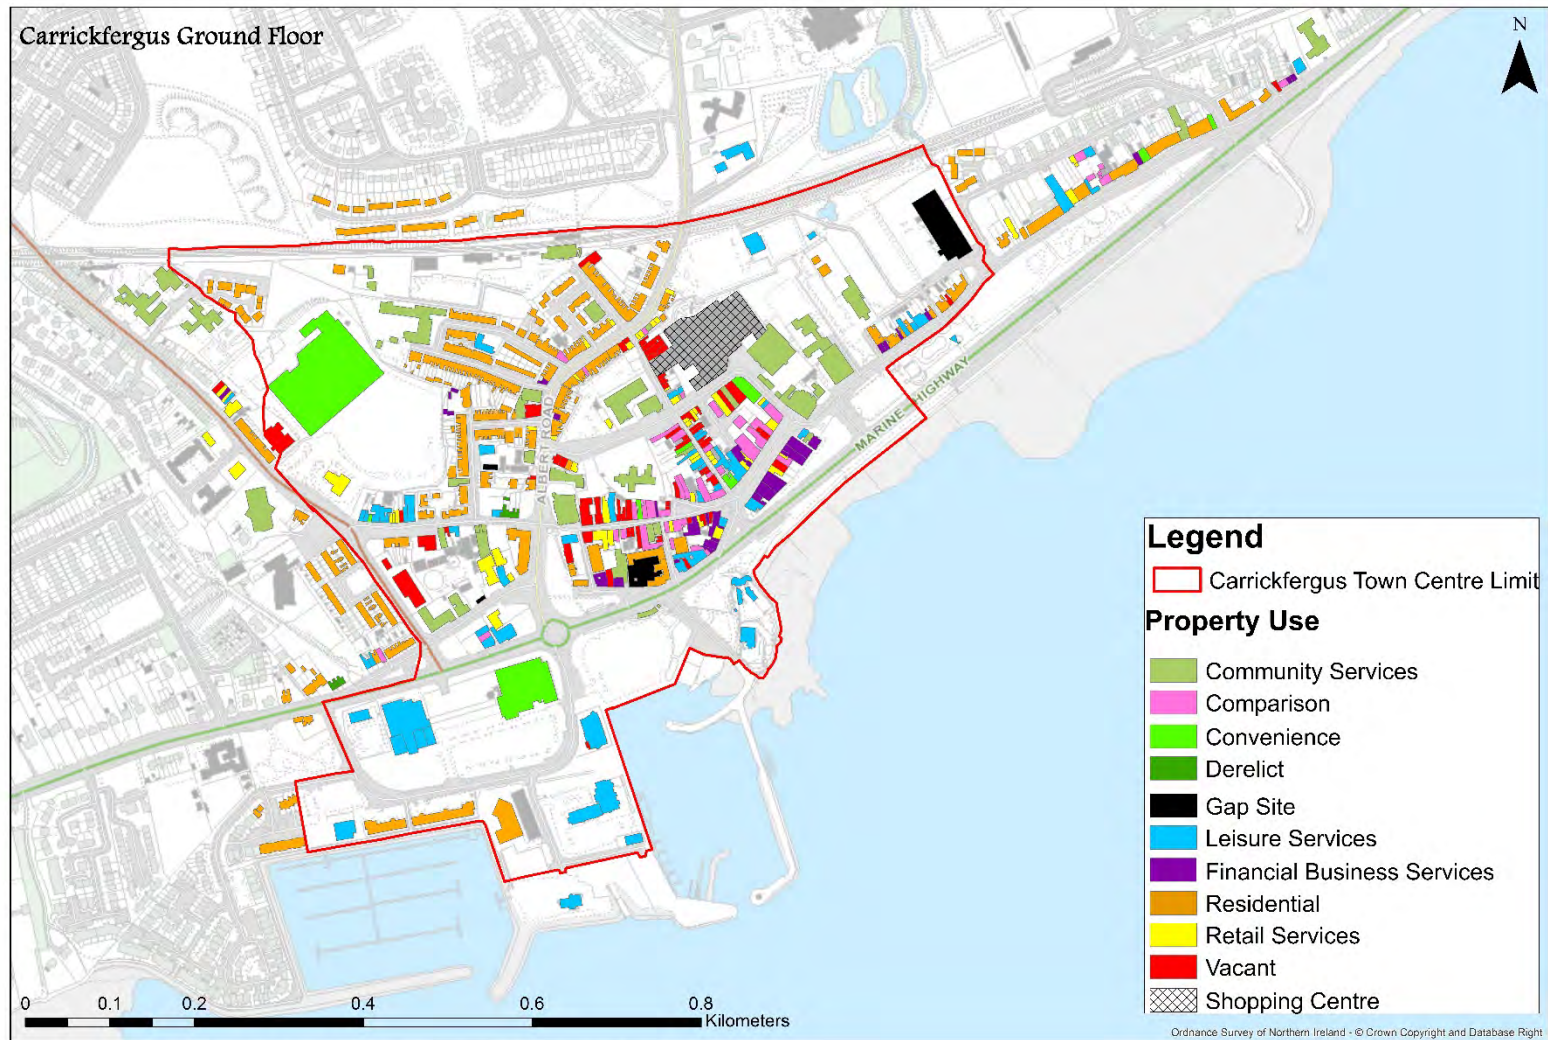 Carrickfergus Ground Floor
N
ALBERT ROAD
MARINE HIGHWAY
Legend
Carrickfergus Town Centre Limit
Property Use
Community Services
Comparison
Convenience
Derelict
Gap Site
Leisure Services
Financial Business Services
Residential
Retail Services
Vacant
Shopping Centre
0 0.1 0.2 0.4 0.6 0.8
Kilometers
Ordnance Survey of Northern Ireland - © Crown Copyright and Database Right